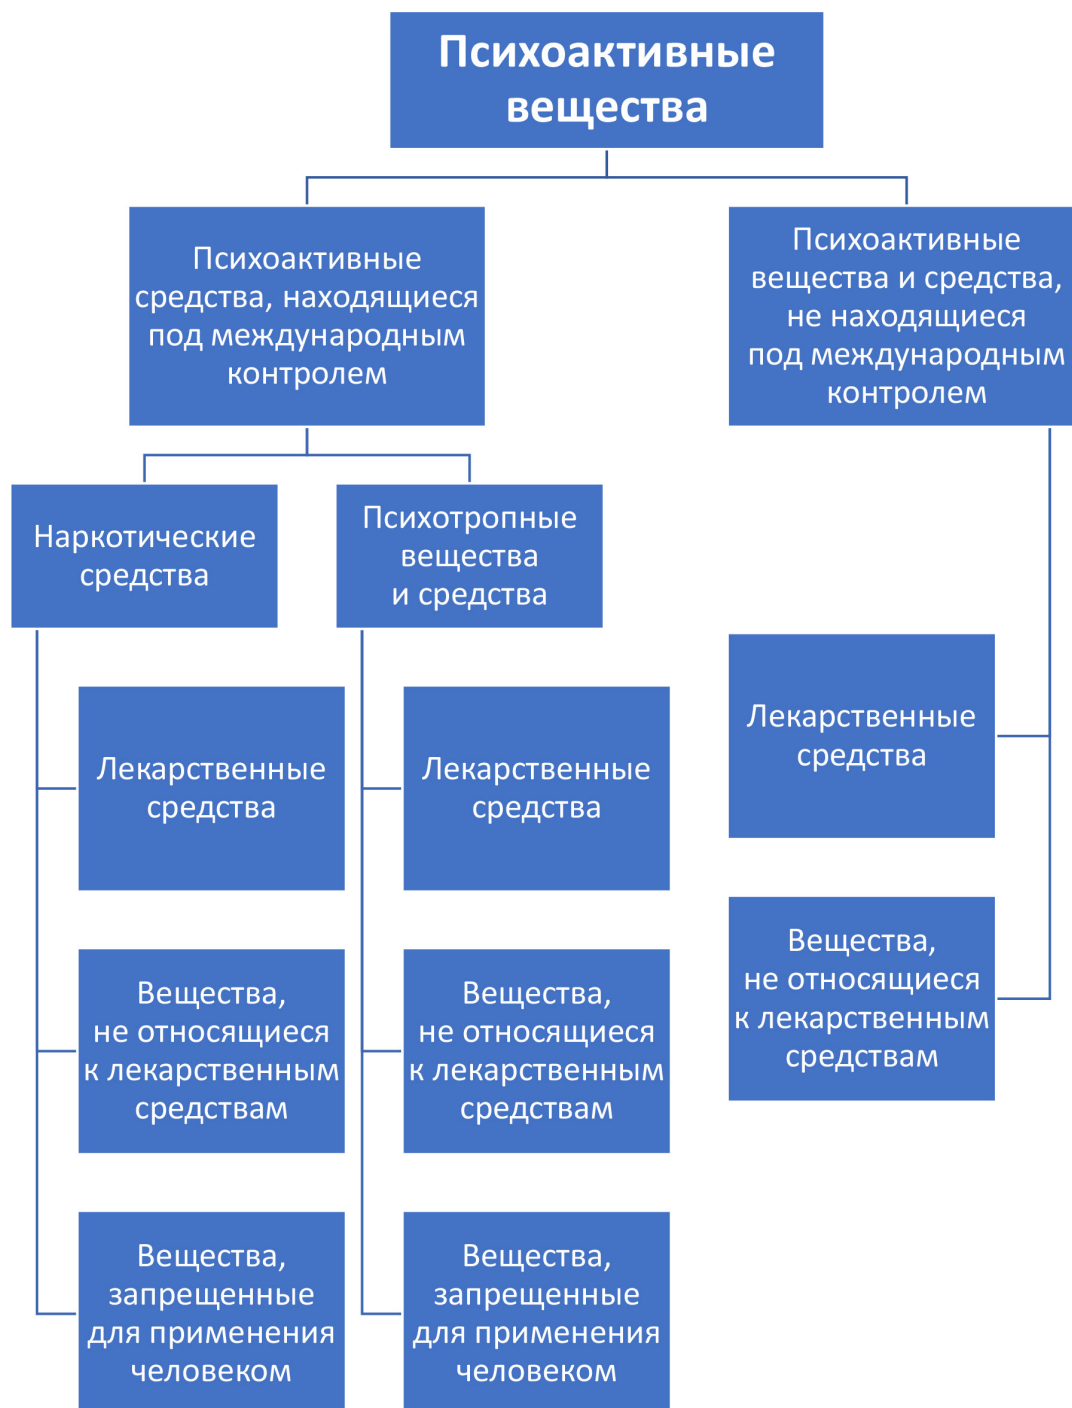 Психоактивные
вещества
Психоактивные
средства, находящиеся
под международным
контролем
Психоактивные
вещества и средства,
не находящиеся
под международным
контролем
Наркотические
средства
Психотропные
вещества
и средства
Лекарственные
средства
Лекарственные
средства
Лекарственные
средства
Вещества,
не относящиеся
к лекарственным
средствам
Вещества,
не относящиеся
к лекарственным
средствам
Вещества,
не относящиеся
к лекарственным
средствам
Вещества,
запрещенные
для применения
человеком
Вещества,
запрещенные
для применения
человеком